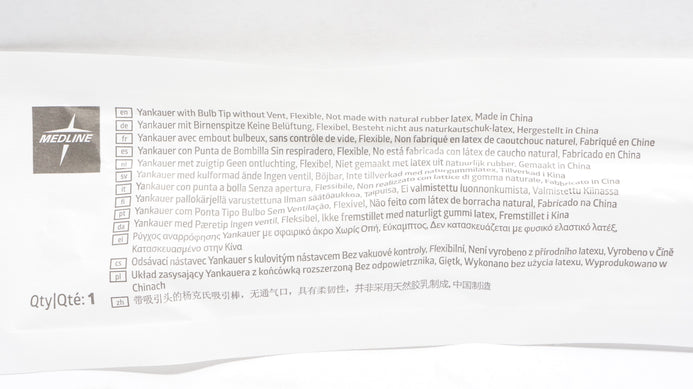 MEDLINE
en Yankauer with Bulb Tip without Vent, Flexible, Not made with natural rubber latex, Made in China
de Yankauer mit Birnenspitze Keine Belüftung, Flexibel, Besteht nicht aus naturkautschuk-latex, Hergestellt in China
fr Yankauer avec embout bulbeux, sans contrôle de vide, Flexible, Non fabriqué en latex de caoutchouc naturel, Fabriqué en Chine
es Yankauer con Punta de Bombilla Sin respiradero, Flexible, No está fabricada con látex de caucho natural, Fabricado en China
nl Yankauer met zuigtip Geen ontluchting, Flexibel, Niet gemaakt met latex uit natuurlijk rubber, Gemaakt in China
sv Yankauer med kulformad ände Ingen ventil, Böjbar, Inte tillverkad med naturgummilatex, Tillverkad i Kina
it Yankauer con punta a bolla Senza apertura, Flessibile, Non realizzato con lattice di gomma naturale, Fabbricato in Cina
fi Yankauer pallokärjellä varustettuna Ilman säätöaukkoa, Taipuisa, Ei valmistettu luonnonkumista, Valmistettu Kiinassa
pt Yankauer com Ponta Tipo Bulbo Sem Ventilação, Flexível, Não feito com látex de borracha natural, Fabricado na China
da Yankauer med Pæretip Ingen ventil, Fleksibel, Ikke fremstillet med naturligt gummi latex, Fremstillet i Kina
el Ρύγχος αναρρόφησης Yankauer με σφαιρικό άκρο Χωρίς Οπή, Εύκαμπτος, Δεν κατασκευάζεται με φυσικό ελαστικό λατέξ,
Κατασκευασμένο στην Κίνα
cs Odsávací nástavec Yankauer s kulovitým nástavcem Bez vakuové kontroly, Flexibilní, Není vyrobeno z přírodního latexu, Vyrobeno v Číně
pl Układ zasysający Yankauera z końcówką rozszerzoną Bez odpowietrznika, Giętk, Wykonano bez użycia latexu, Wyprodukowano w
Chinach
zh 带吸引头的杨克氏吸引棒，无通气口，具有柔韧性，并非采用天然胶乳制成, 中国制造
Qty|Qté: 1